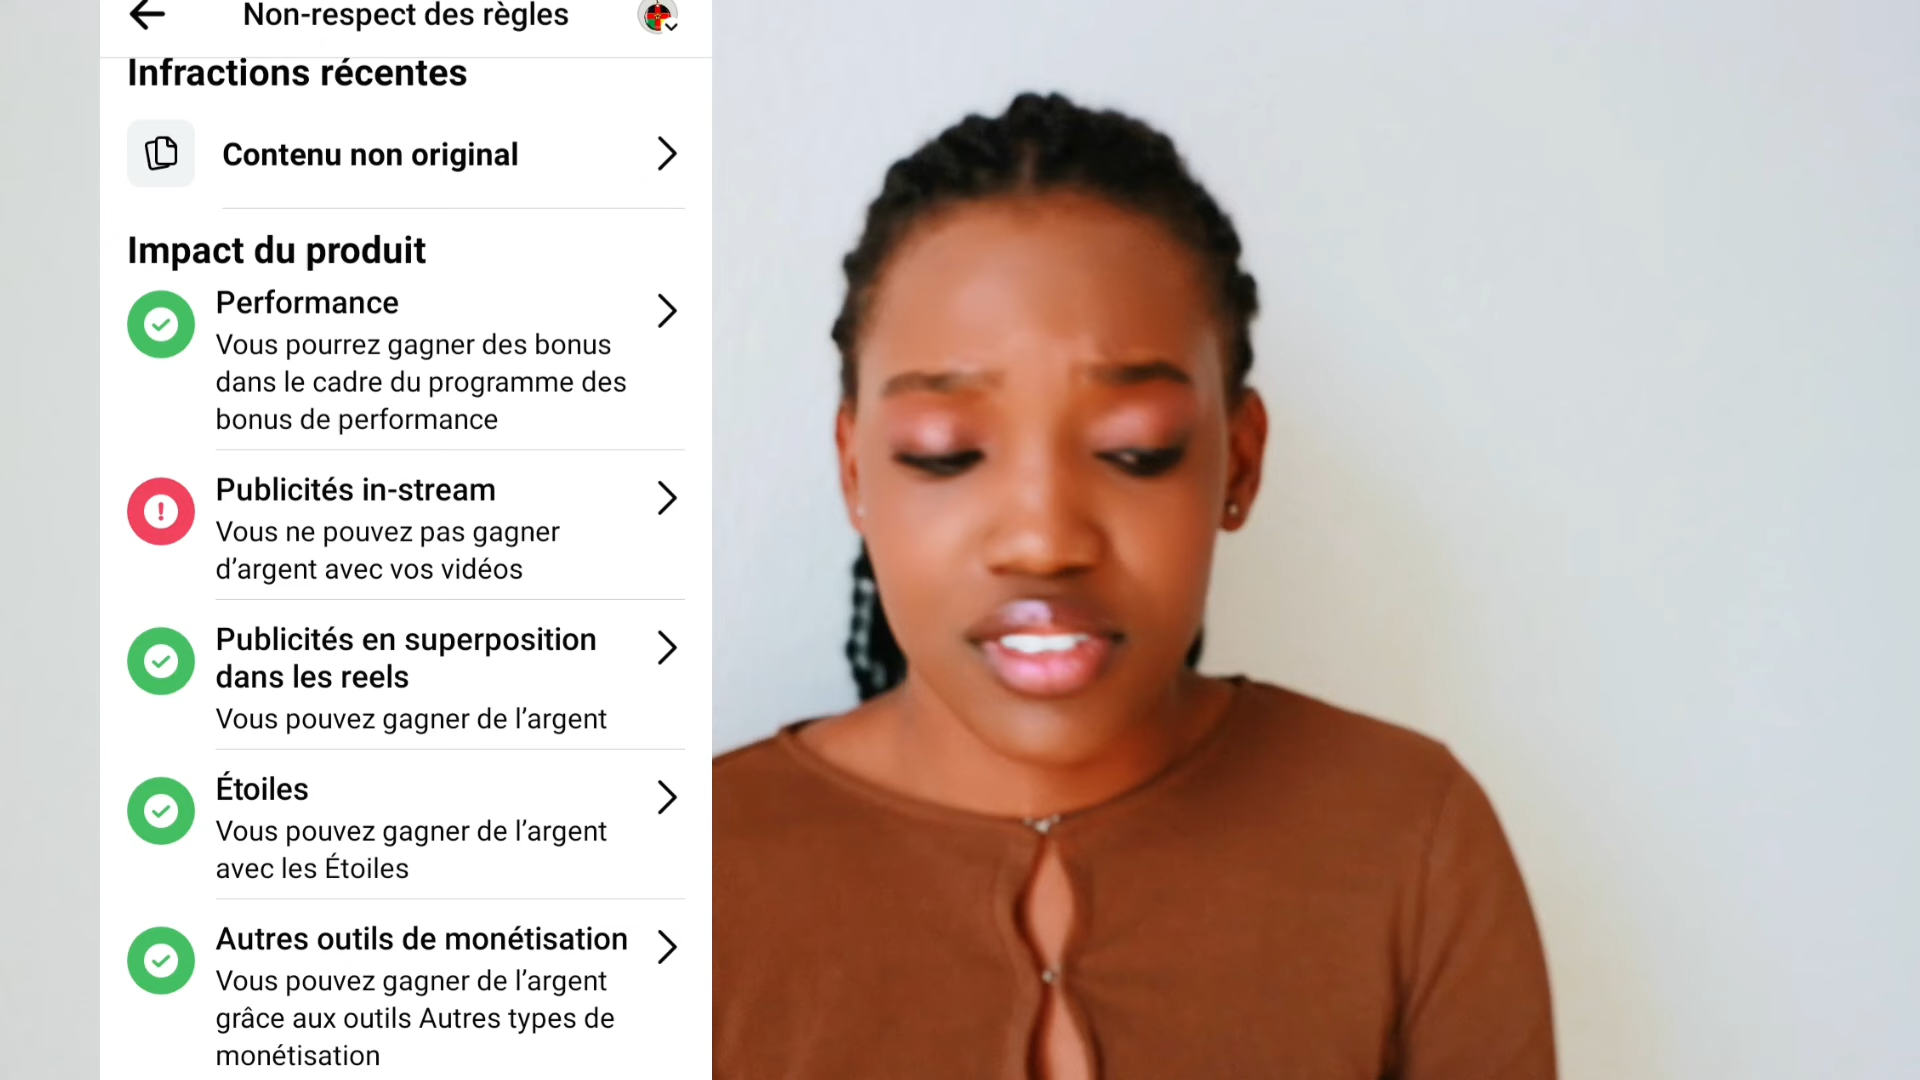 Non-respect des règles
Infractions récentes
Contenu non original
Impact du produit
Performance
Vous pourrez gagner des bonus
dans le cadre du programme des
bonus de performance
Publicités in-stream
Vous ne pouvez pas gagner
d’argent avec vos vidéos
Publicités en superposition
dans les reels
Vous pouvez gagner de l’argent
Étoiles
Vous pouvez gagner de l’argent
avec les Étoiles
Autres outils de monétisation
Vous pouvez gagner de l’argent
grâce aux outils Autres types de
monétisation